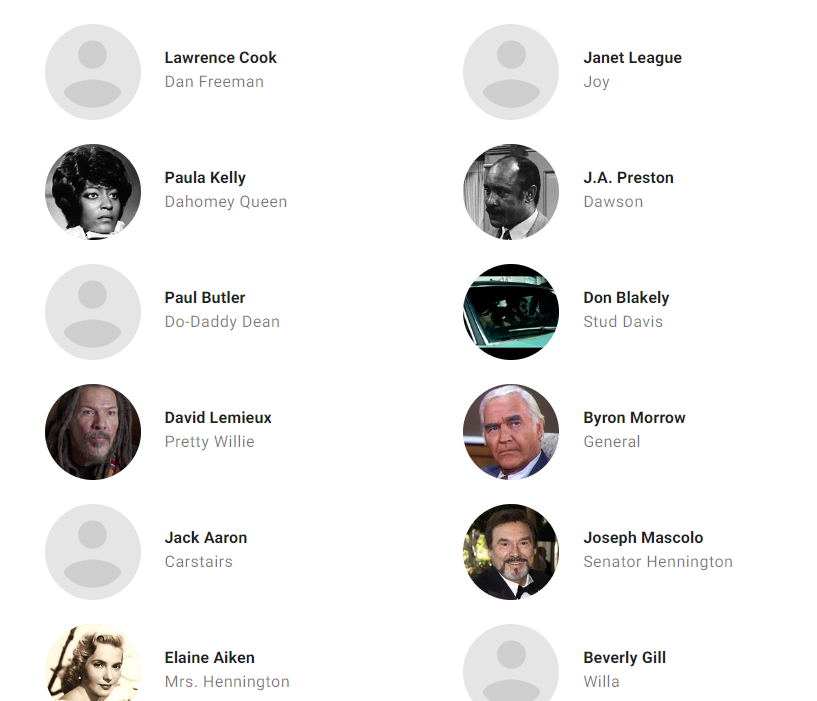 Lawrence Cook
Dan Freeman
Janet League
Joy
Paula Kelly
Dahomey Queen
J.A. Preston
Dawson
Paul Butler
Do-Daddy Dean
Don Blakely
Stud Davis
David Lemieux
Pretty Willie
Byron Morrow
General
Jack Aaron
Carstairs
Joseph Mascolo
Senator Hennington
Elaine Aiken
Mrs. Hennington
Beverly Gill
Willa